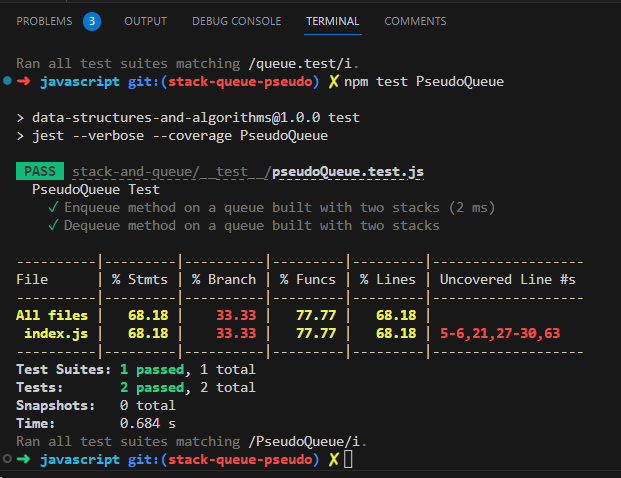 PROBLEMS 3 OUTPUT DEBUG CONSOLE TERMINAL COMMENTS
Ran all test suites matching /queue.test/i.
➜ javascript git:(stack-queue-pseudo) ✗ npm test PseudoQueue
> data-structures-and-algorithms@1.0.0 test
> jest --verbose --coverage PseudoQueue
PASS stack-and-queue/__test__/pseudoQueue.test.js
PseudoQueue Test
✓ Enqueue method on a queue built with two stacks (2 ms)
✓ Dequeue method on a queue built with two stacks
----------|---------|----------|---------|---------|-------------------
File      | % Stmts | % Branch | % Funcs | % Lines | Uncovered Line #s
----------|---------|----------|---------|---------|-------------------
All files |   68.18 |    33.33 |   77.77 |   68.18 |
 index.js |   68.18 |    33.33 |   77.77 |   68.18 | 5-6,21,27-30,63
----------|---------|----------|---------|---------|-------------------
Test Suites: 1 passed, 1 total
Tests:       2 passed, 2 total
Snapshots:   0 total
Time:        0.684 s
Ran all test suites matching /PseudoQueue/i.
➜ javascript git:(stack-queue-pseudo) ✗